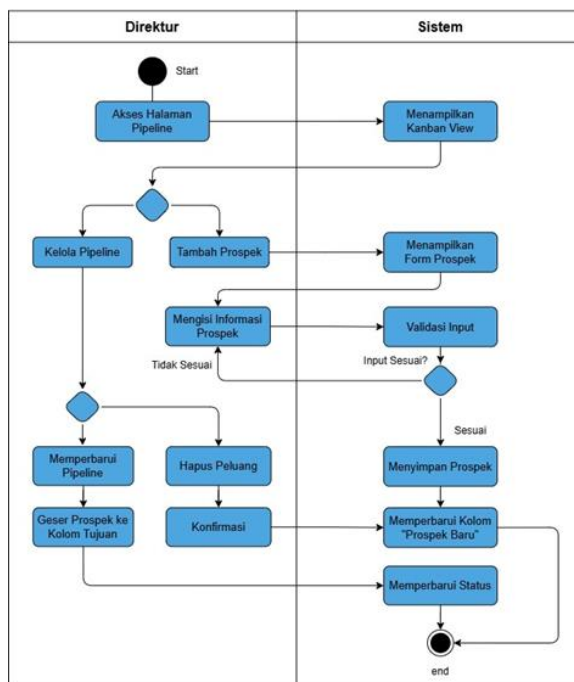 Direktur
Sistem
Start
Akses Halaman
Pipeline
Menampilkan
Kanban View
Kelola Pipeline
Tambah Prospek
Menampilkan
Form Prospek
Mengisi Informasi
Prospek
Validasi Input
Tidak Sesuai
Input Sesuai?
Sesuai
Memperbarui
Pipeline
Hapus Peluang
Menyimpan Prospek
Geser Prospek ke
Kolom Tujuan
Konfirmasi
Memperbarui Kolom
"Prospek Baru"
Memperbarui Status
end